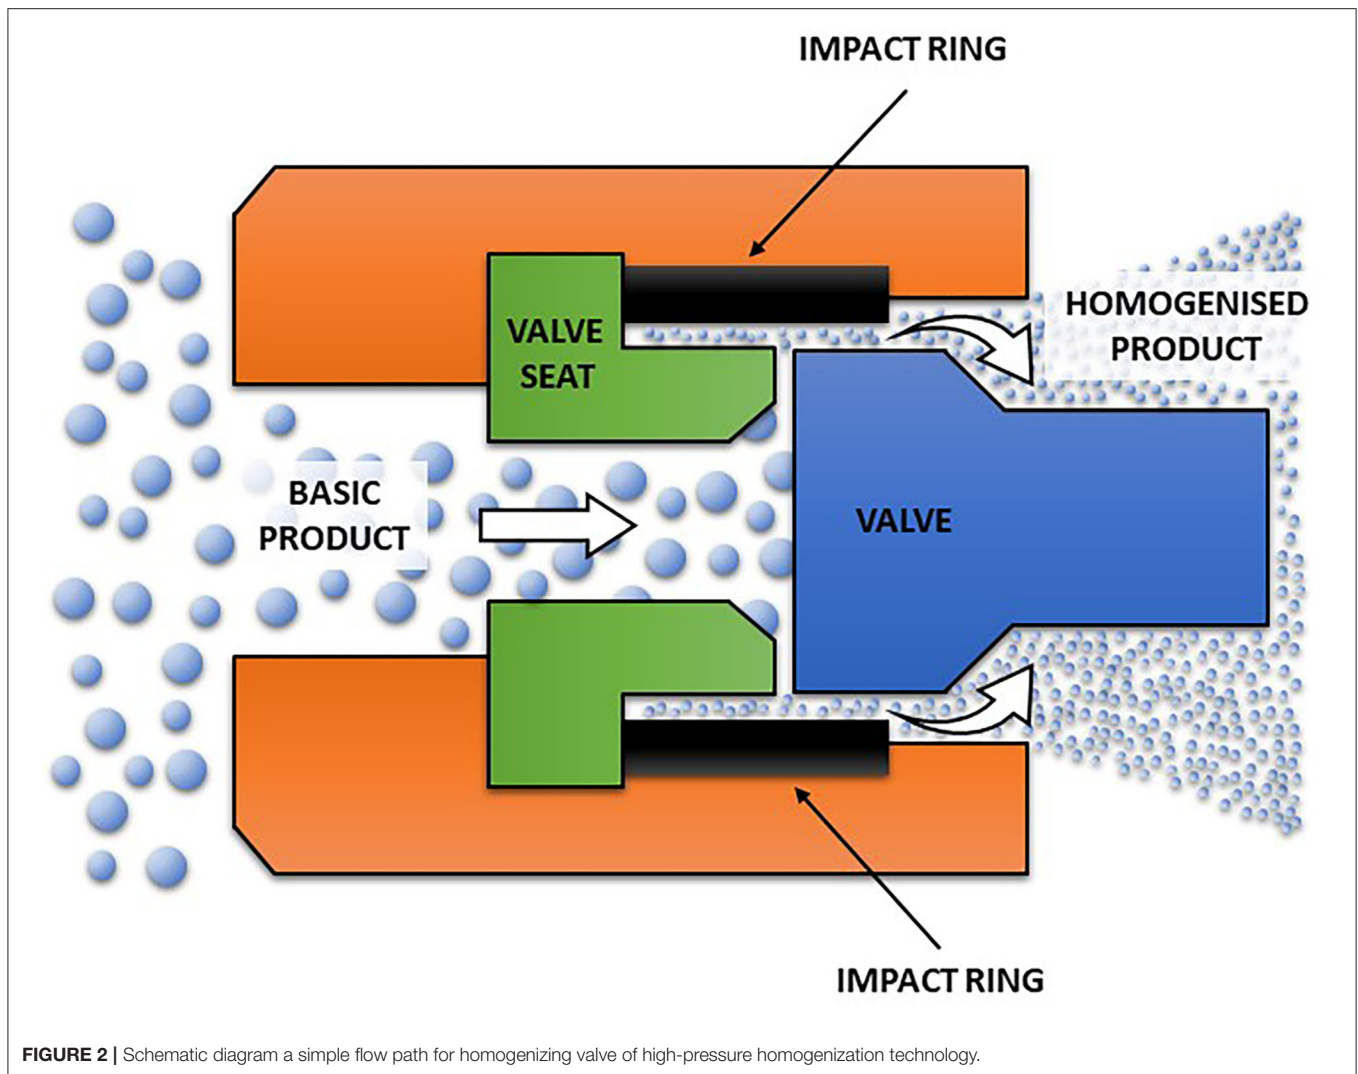 IMPACT RING
HOMOGENISED
PRODUCT
VALVE
SEAT
BASIC
PRODUCT
VALVE
IMPACT RING
FIGURE 2 | Schematic diagram a simple flow path for homogenizing valve of high-pressure homogenization technology.